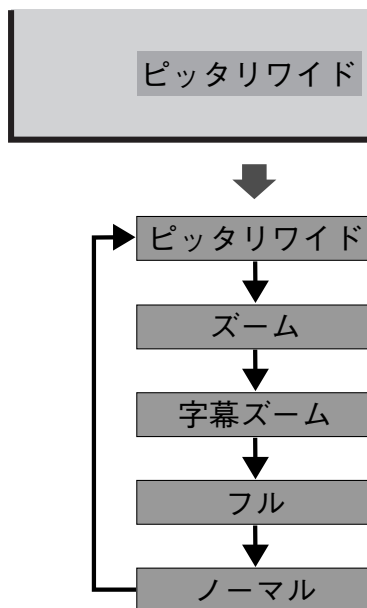 ピッタリワイド
ピッタリワイド
ズーム
字幕ズーム
フル
ノーマル